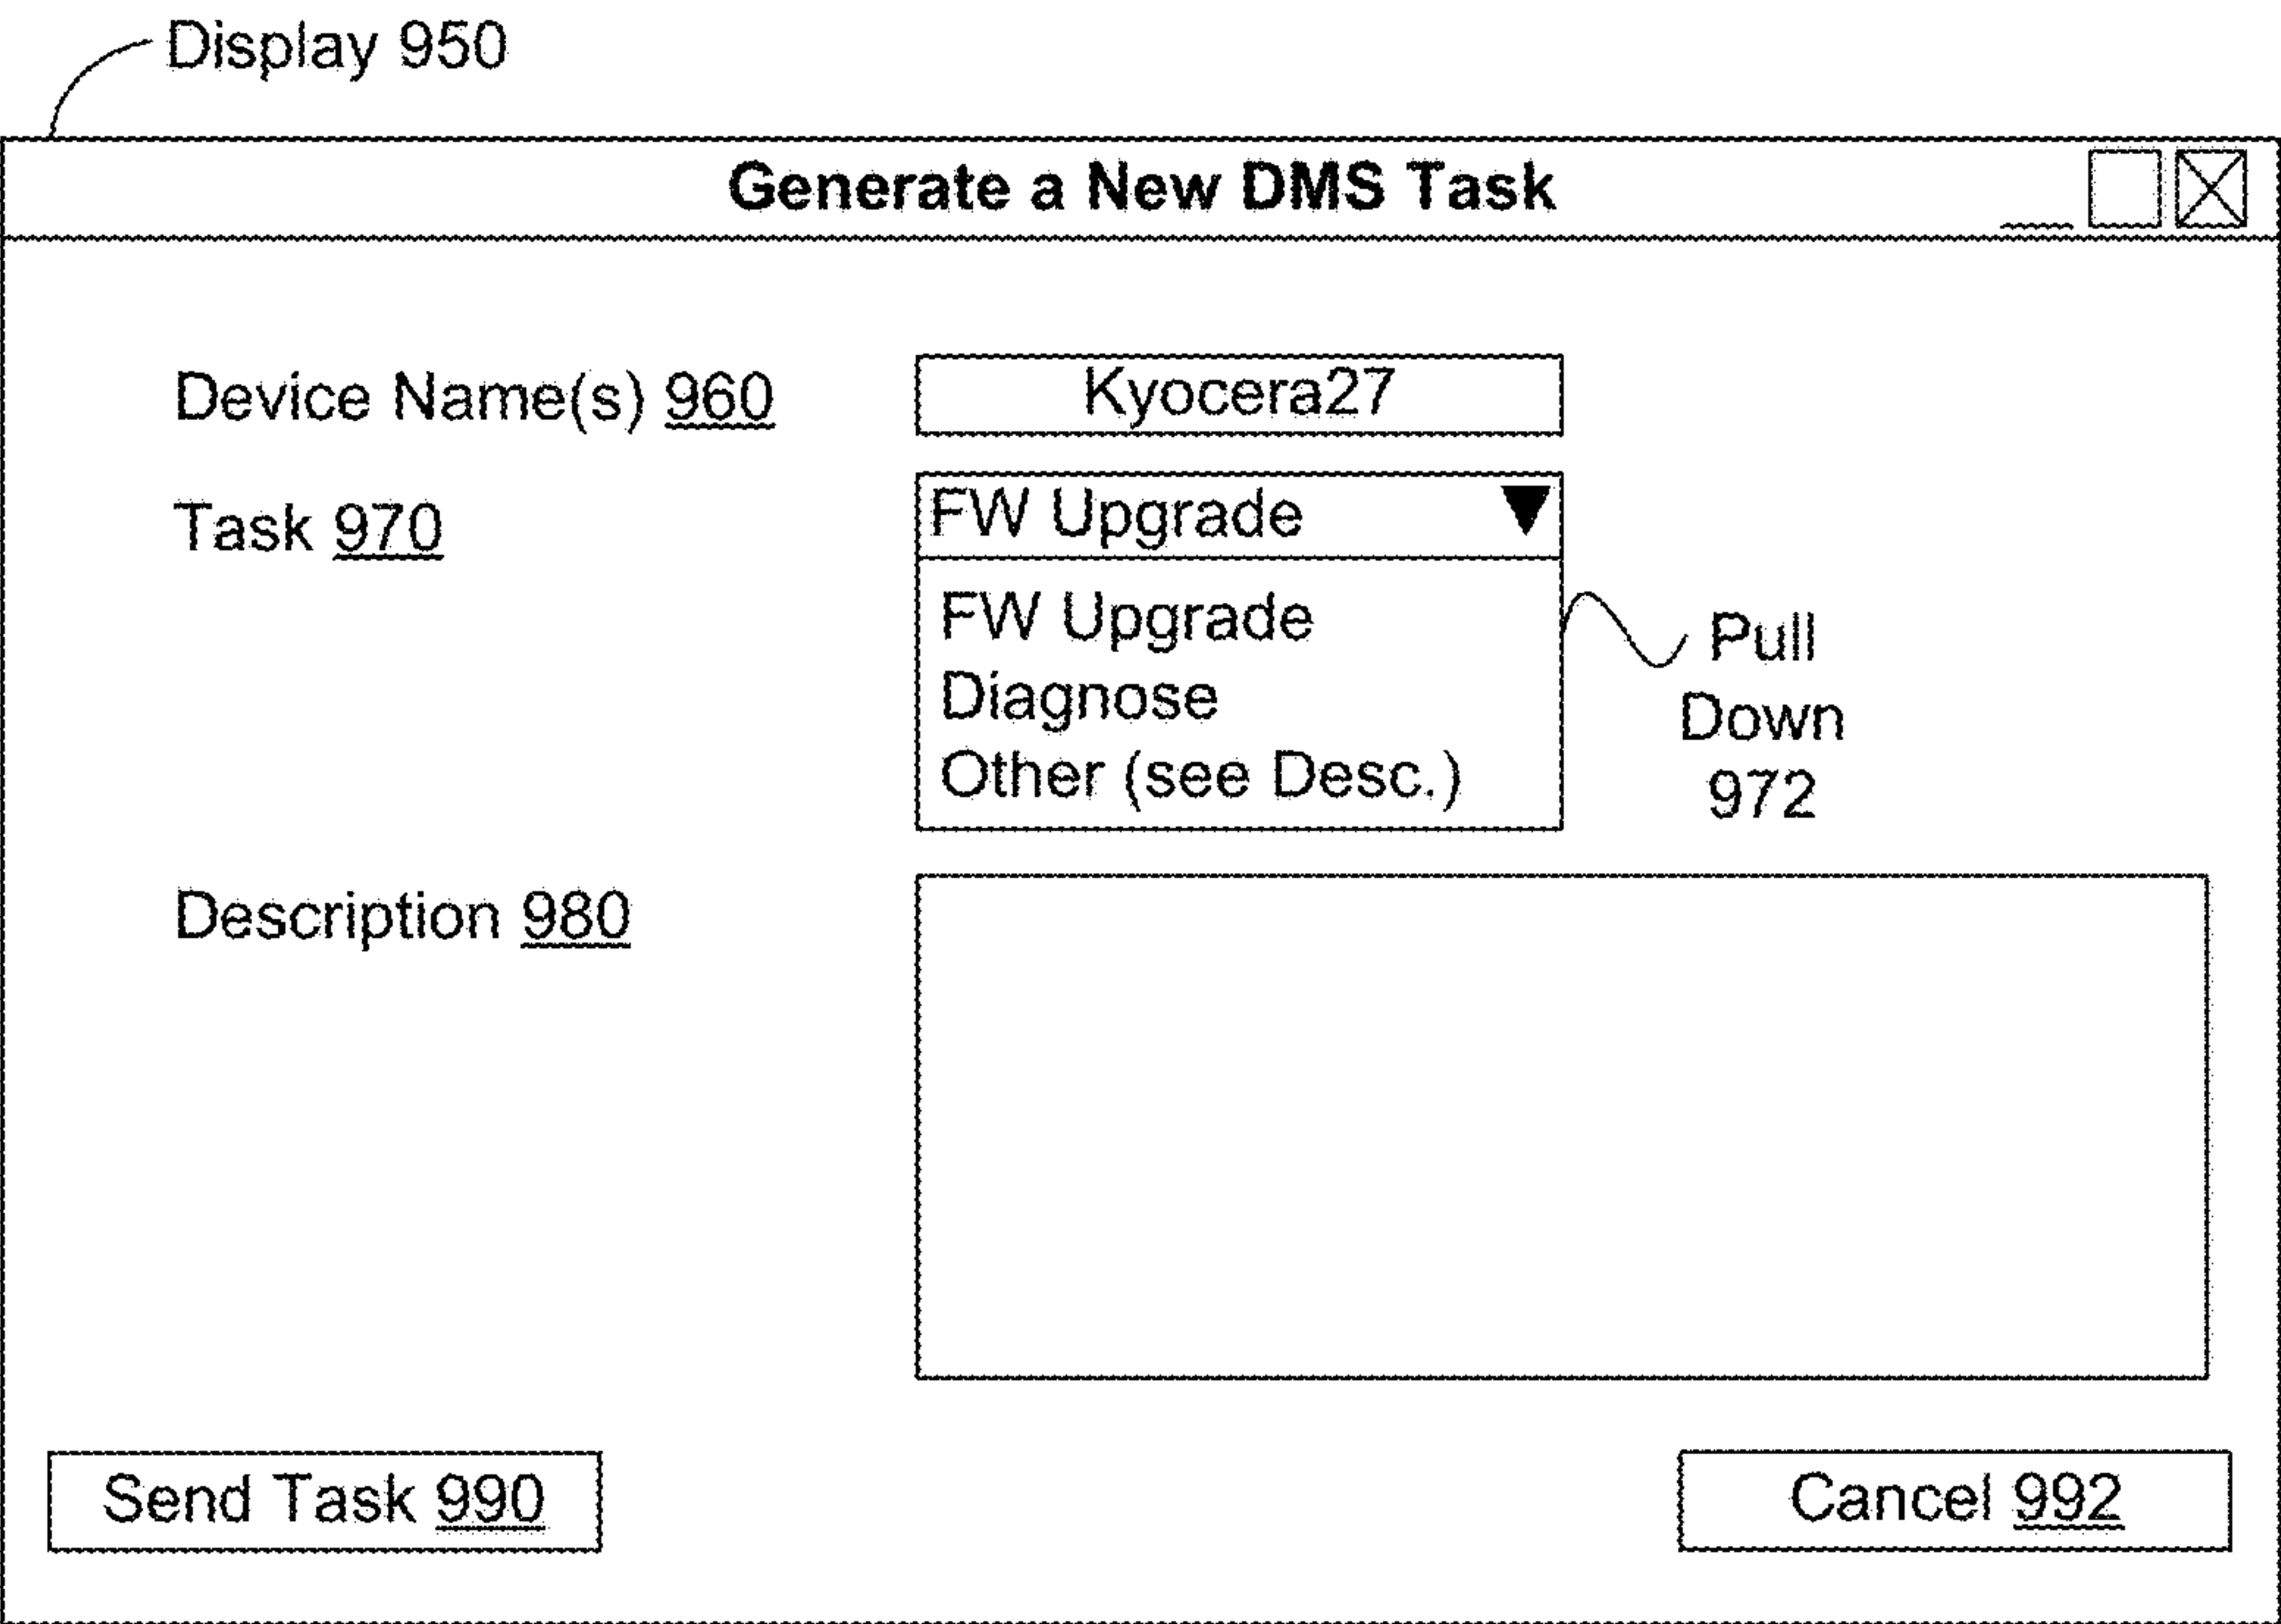 Display 950
Generate a New DMS Task
Device Name(s) 960
Kyocera27
Task 970
FW Upgrade
FW Upgrade
Diagnose
Other (see Desc.)
Pull
Down
972
Description 980
Send Task 990
Cancel 992